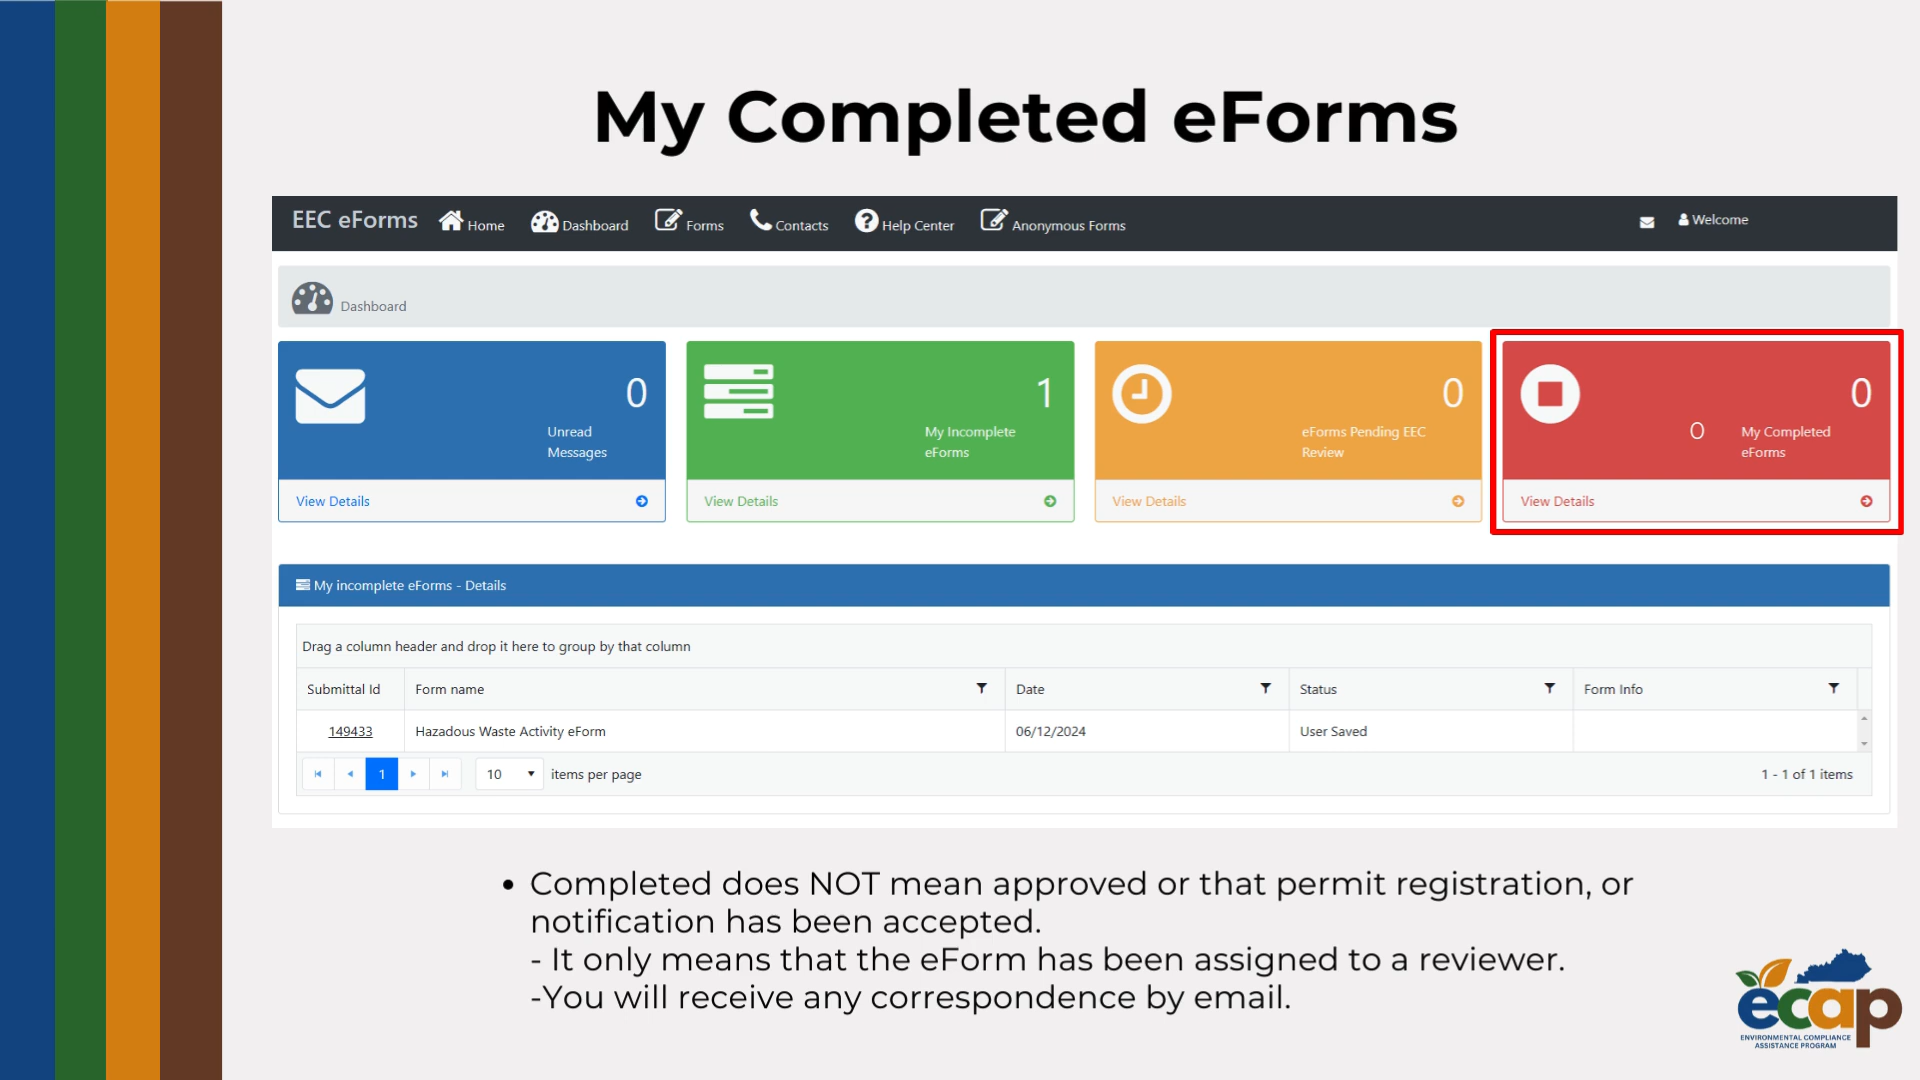 My Completed eForms
EEC eForms Home Dashboard Forms Contacts Help Center Anonymous Forms Welcome
Dashboard
0
Unread
Messages
View Details
1
My Incomplete
eForms
View Details
0
eForms Pending EEC
Review
View Details
0
0 My Completed
eForms
View Details
My incomplete eForms - Details
Drag a column header and drop it here to group by that column
Submittal Id Form name Date Status Form Info
149433 Hazadous Waste Activity eForm 06/12/2024 User Saved
1 10 items per page 1 - 1 of 1 items
• Completed does NOT mean approved or that permit registration, or
notification has been accepted.
- It only means that the eForm has been assigned to a reviewer.
-You will receive any correspondence by email.
ecap
ENVIRONMENTAL COMPLIANCE
ASSISTANCE PROGRAM